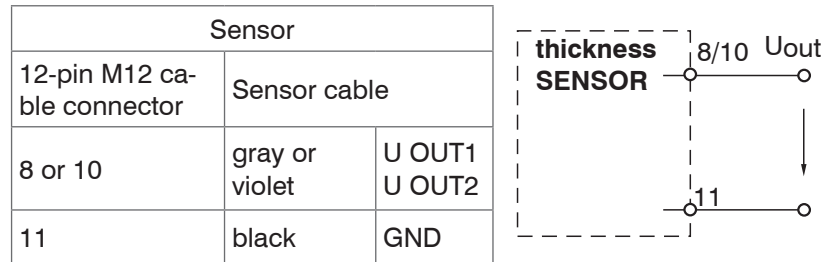 Sensor
12-pin M12 ca-
ble connector
Sensor cable
8 or 10
gray or
violet
U OUT1
U OUT2
11
black
GND
thickness
SENSOR
8/10
Uout
11